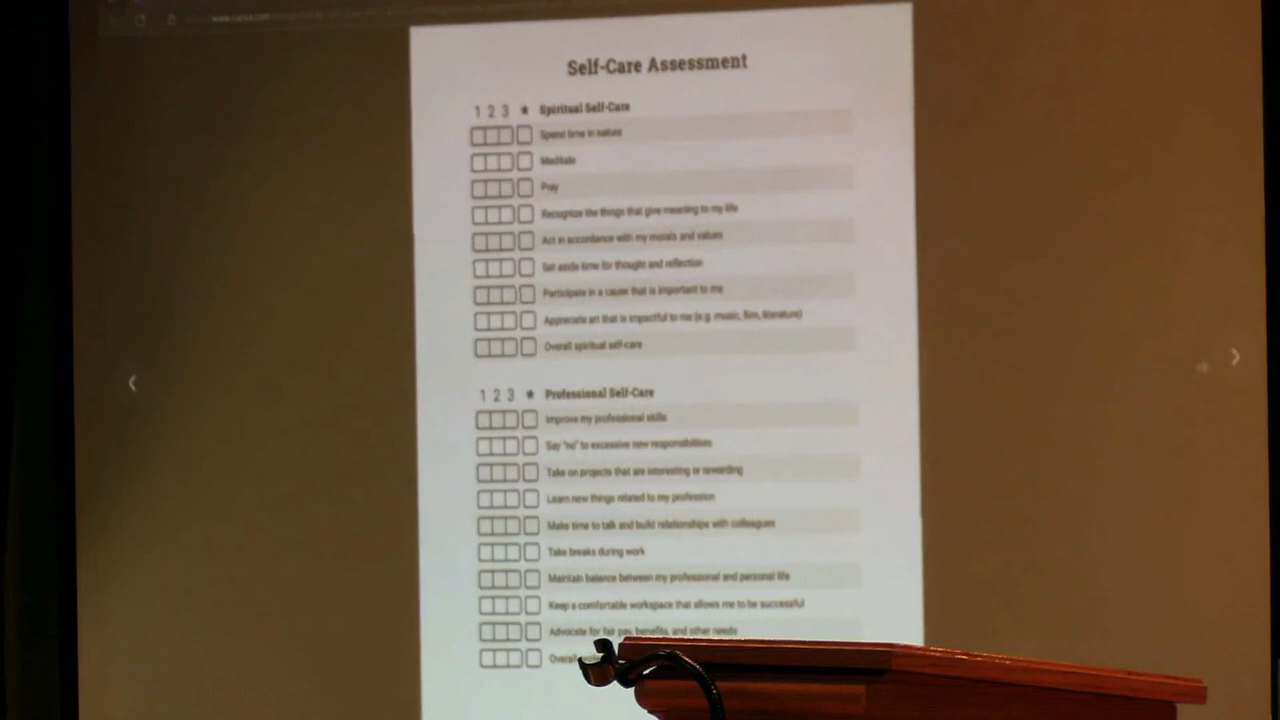 www.canva.com
Self-Care Assessment
1 2 3 ★ Spiritual Self-Care
Spend time in nature
Meditate
Pray
Recognize the things that give meaning to my life
Act in accordance with my morals and values
Set aside time for thought and reflection
Participate in a cause that is important to me
Appreciate art that is impactful to me (e.g. music, film, literature)
Overall spiritual self-care
1 2 3 ★ Professional Self-Care
Improve my professional skills
Say "no" to excessive new responsibilities
Take on projects that are interesting or rewarding
Learn new things related to my profession
Make time to talk and build relationships with colleagues
Take breaks during work
Maintain balance between my professional and personal life
Keep a comfortable workspace that allows me to be successful
Advocate for fair pay, benefits, and other needs
Overall